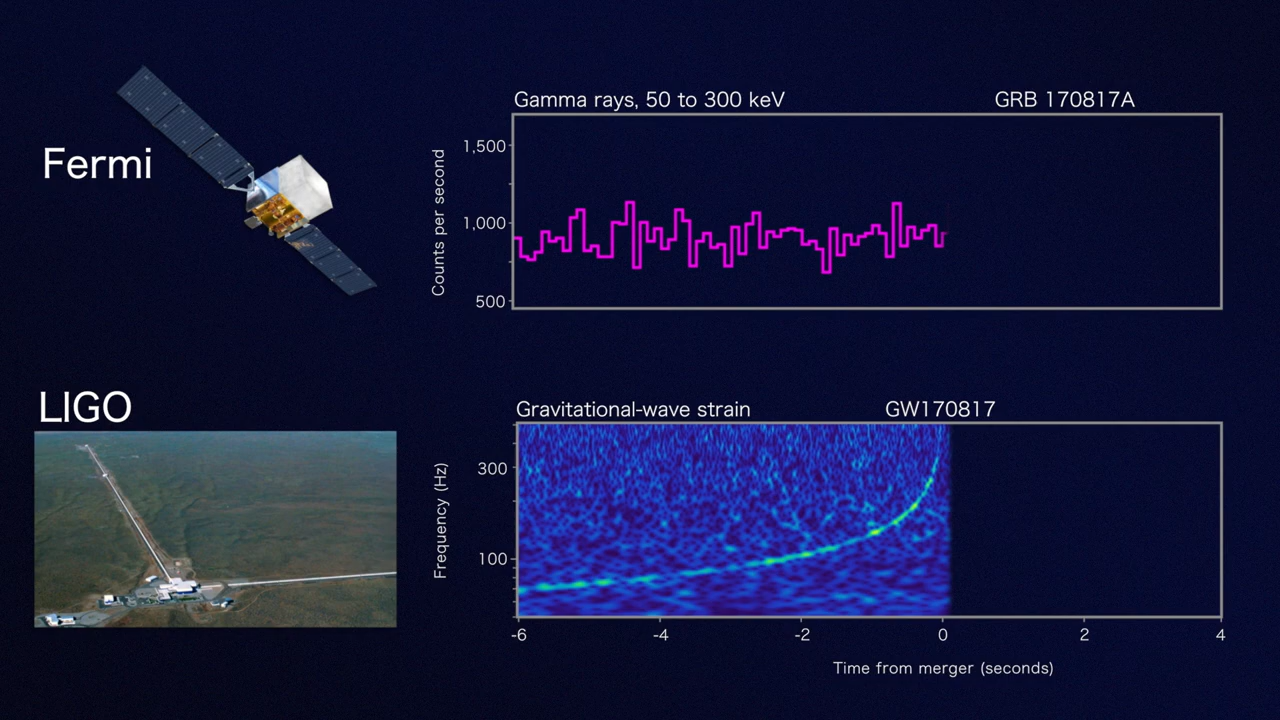 Fermi
Gamma rays, 50 to 300 keV
GRB 170817A
Counts per second
1,500
1,000
500
LIGO
Gravitational-wave strain
GW170817
Frequency (Hz)
300
100
-6
-4
-2
0
2
4
Time from merger (seconds)